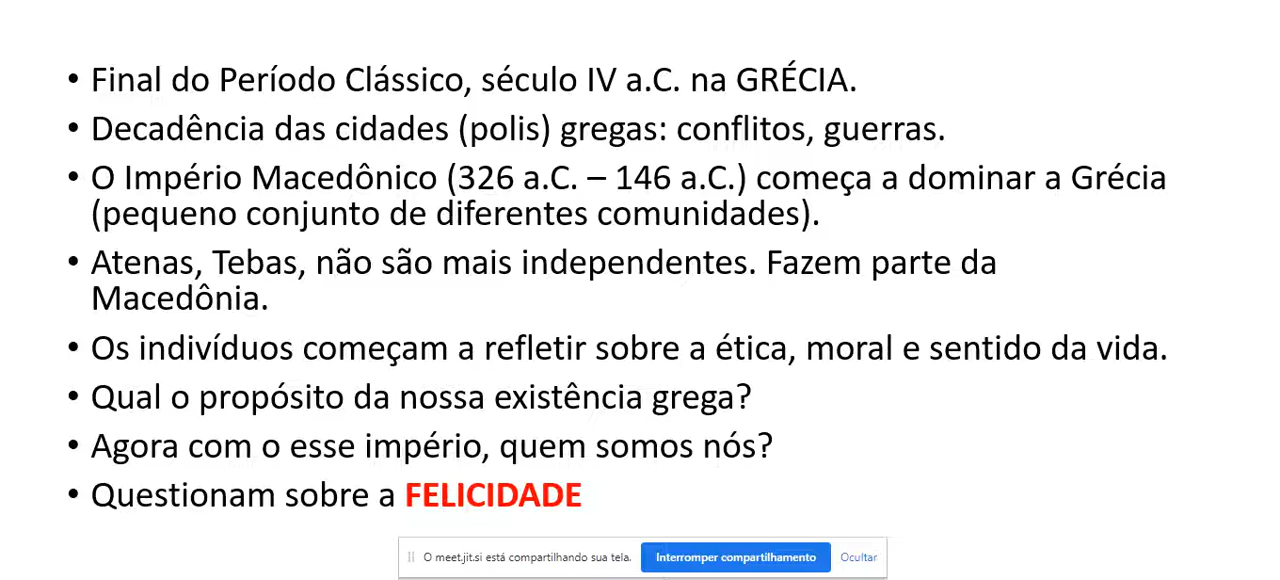 • Final do Período Clássico, século IV a.C. na GRÉCIA.
• Decadência das cidades (polis) gregas: conflitos, guerras.
• O Império Macedônico (326 a.C. – 146 a.C.) começa a dominar a Grécia
(pequeno conjunto de diferentes comunidades).
• Atenas, Tebas, não são mais independentes. Fazem parte da
Macedônia.
• Os indivíduos começam a refletir sobre a ética, moral e sentido da vida.
• Qual o propósito da nossa existência grega?
• Agora com o esse império, quem somos nós?
• Questionam sobre a FELICIDADE
O meet.jit.si está compartilhando sua tela. Interromper compartilhamento Ocultar